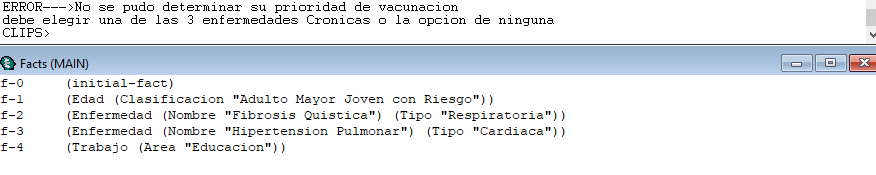 ERROR--->No se pudo determinar su prioridad de vacunacion
debe elegir una de las 3 enfermedades Cronicas o la opcion de ninguna
CLIPS>
Facts (MAIN)
f-0 (initial-fact)
f-1 (Edad (Clasificacion "Adulto Mayor Joven con Riesgo"))
f-2 (Enfermedad (Nombre "Fibrosis Quistica") (Tipo "Respiratoria"))
f-3 (Enfermedad (Nombre "Hipertension Pulmonar") (Tipo "Cardiaca"))
f-4 (Trabajo (Area "Educacion"))